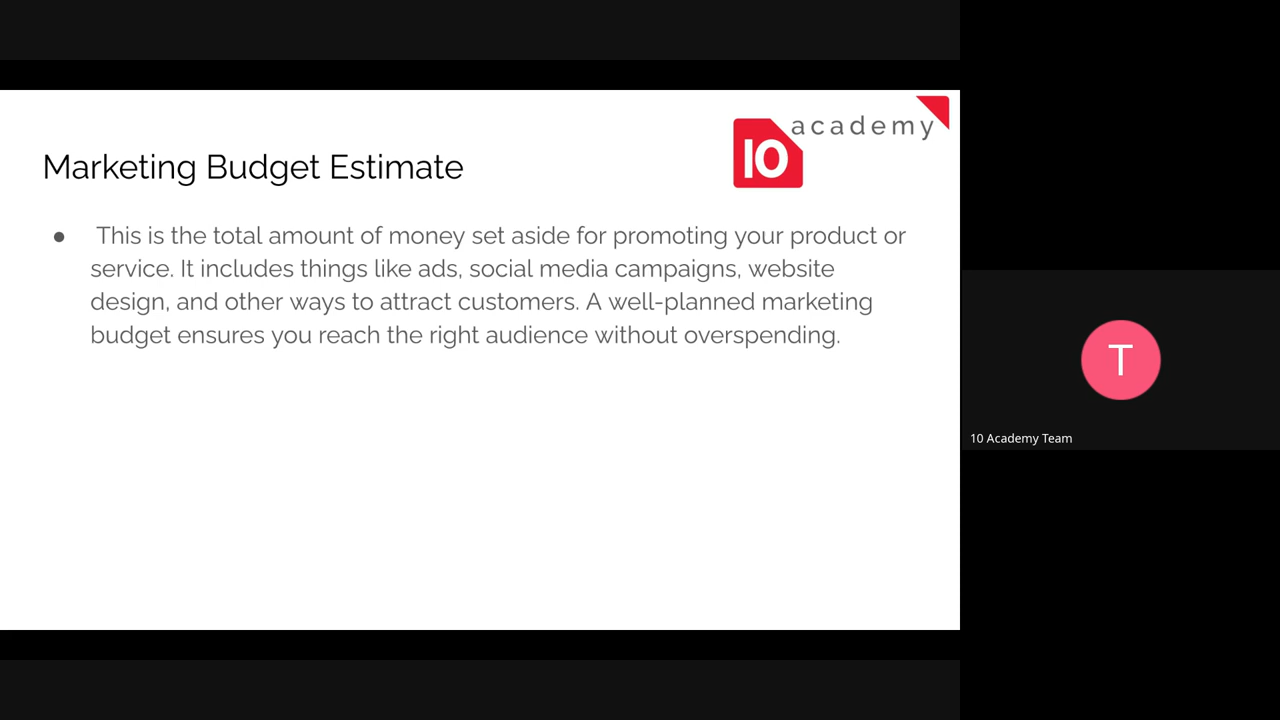 academy
10
Marketing Budget Estimate
● This is the total amount of money set aside for promoting your product or
service. It includes things like ads, social media campaigns, website
design, and other ways to attract customers. A well-planned marketing
budget ensures you reach the right audience without overspending.
T
10 Academy Team